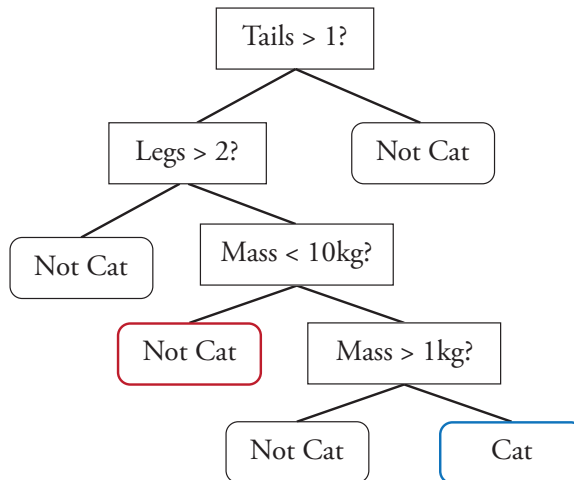 Tails > 1?
Legs > 2?
Not Cat
Not Cat
Mass < 10kg?
Not Cat
Mass > 1kg?
Not Cat
Cat